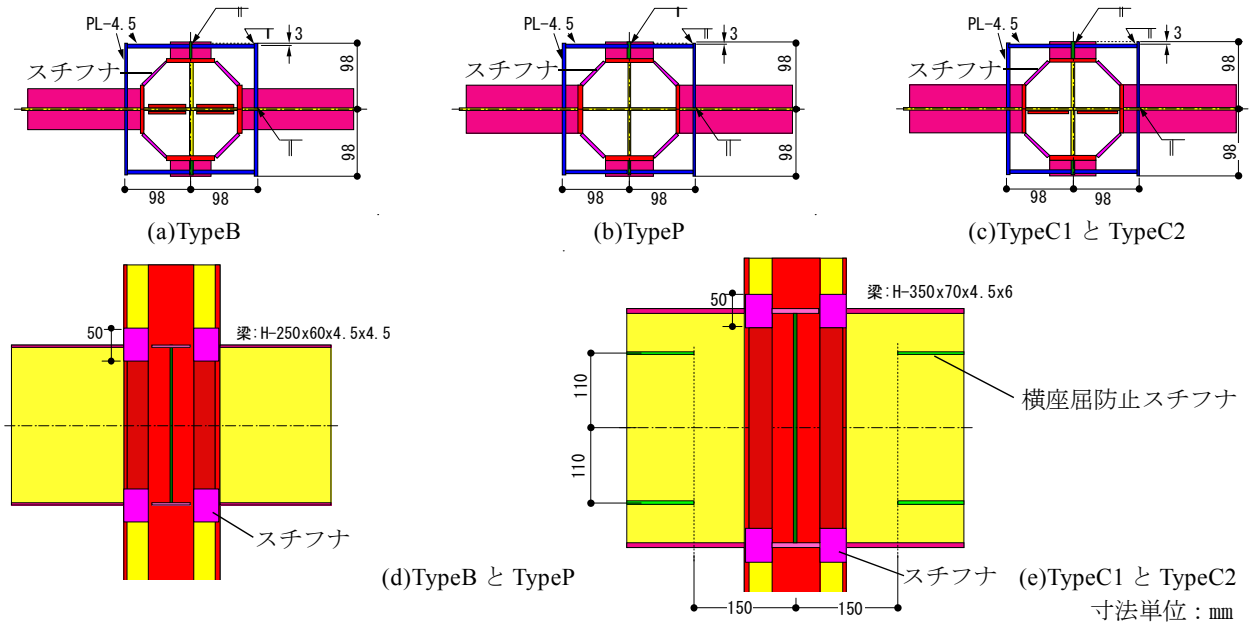 PL-4.5
3
スチフナ
98
98
98
98
(a)TypeB
PL-4.5
3
スチフナ
98
98
98
98
(b)TypeP
PL-4.5
3
スチフナ
98
98
98
98
(c)TypeC1 と TypeC2
50
梁:H-250x60x4.5x4.5
スチフナ
(d)TypeB と TypeP
50
梁:H-350x70x4.5x6
110
110
横座屈防止スチフナ
スチフナ
150
150
(e)TypeC1 と TypeC2
寸法単位：㎜